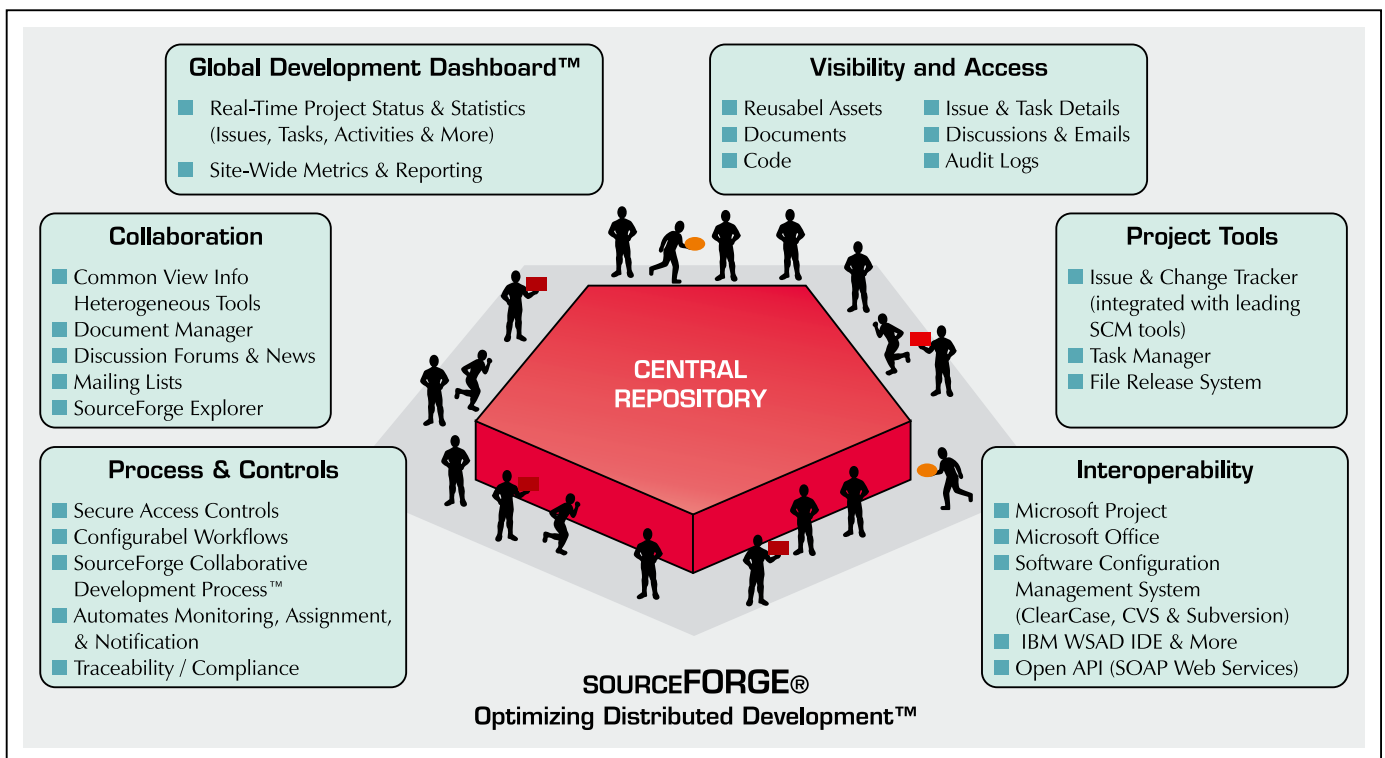 Global Development Dashboard™
Real-Time Project Status & Statistics
(Issues, Tasks, Activities & More)
Site-Wide Metrics & Reporting
Visibility and Access
Reusabel Assets
Documents
Code
Issue & Task Details
Discussions & Emails
Audit Logs
Collaboration
Common View Info
Heterogeneous Tools
Document Manager
Discussion Forums & News
Mailing Lists
SourceForge Explorer
Project Tools
Issue & Change Tracker
(integrated with leading
SCM tools)
Task Manager
File Release System
CENTRAL
REPOSITORY
Process & Controls
Secure Access Controls
Configurabel Workflows
SourceForge Collaborative
Development Process™
Automates Monitoring, Assignment,
& Notification
Traceability / Compliance
Interoperability
Microsoft Project
Microsoft Office
Software Configuration
Management System
(ClearCase, CVS & Subversion)
IBM WSAD IDE & More
Open API (SOAP Web Services)
SOURCEFORGE®
Optimizing Distributed Development™